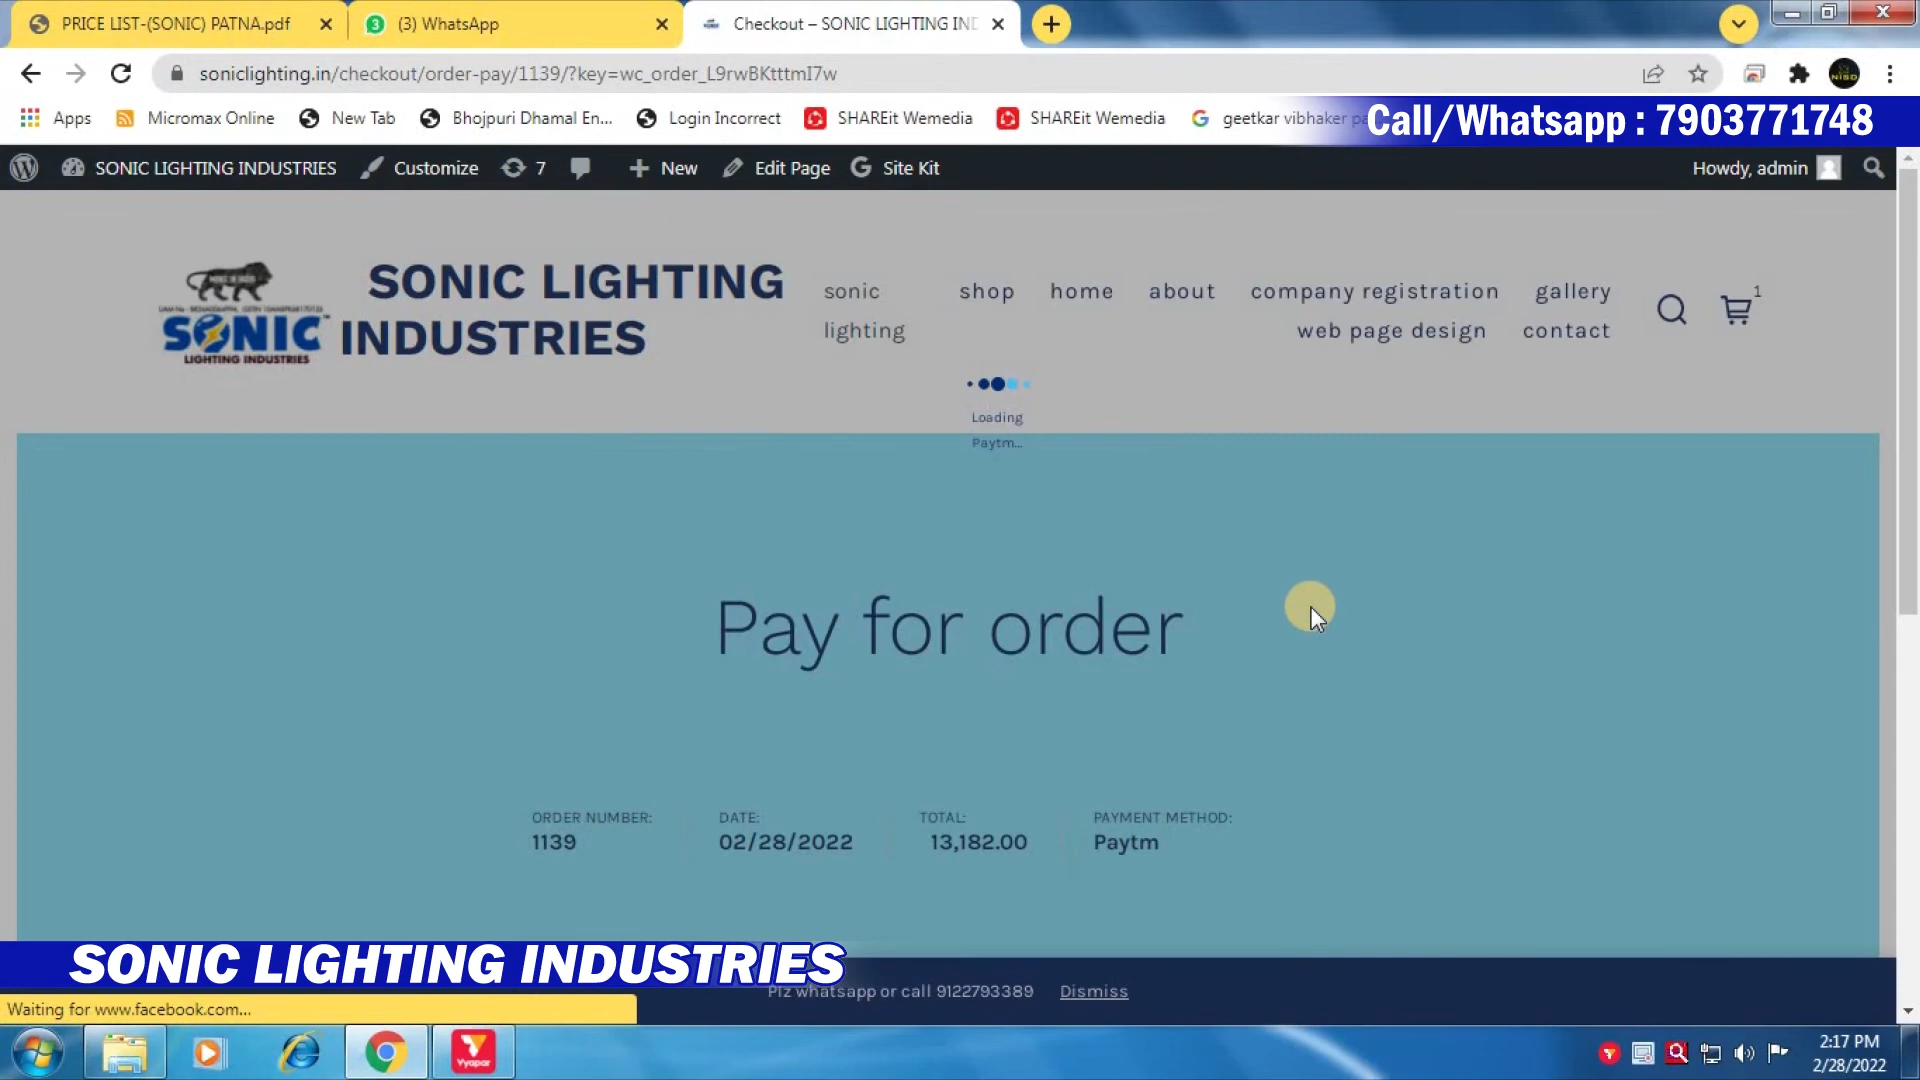 PRICE LIST-(SONIC) PATNA.pdf
(3) WhatsApp
Checkout – SONIC LIGHTING IND
soniclighting.in/checkout/order-pay/1139/?key=wc_order_L9rwBKtttmI7w
Apps
Micromax Online
New Tab
Bhojpuri Dhamal En...
Login Incorrect
SHAREit Wemedia
SHAREit Wemedia
geetkar vibhaker
Call/Whatsapp : 7903771748
SONIC LIGHTING INDUSTRIES
Customize
7
New
Edit Page
Site Kit
Howdy, admin
SONIC
LIGHTING INDUSTRIES
SONIC LIGHTING
INDUSTRIES
sonic
lighting
shop
home
about
company registration
gallery
web page design
contact
1
Loading
Paytm...
Pay for order
ORDER NUMBER:
1139
DATE:
02/28/2022
TOTAL:
13,182.00
PAYMENT METHOD:
Paytm
SONIC LIGHTING INDUSTRIES
Plz whatsapp or call 9122793389
Dismiss
Waiting for www.facebook.com...
Vyapar
2:17 PM
2/28/2022